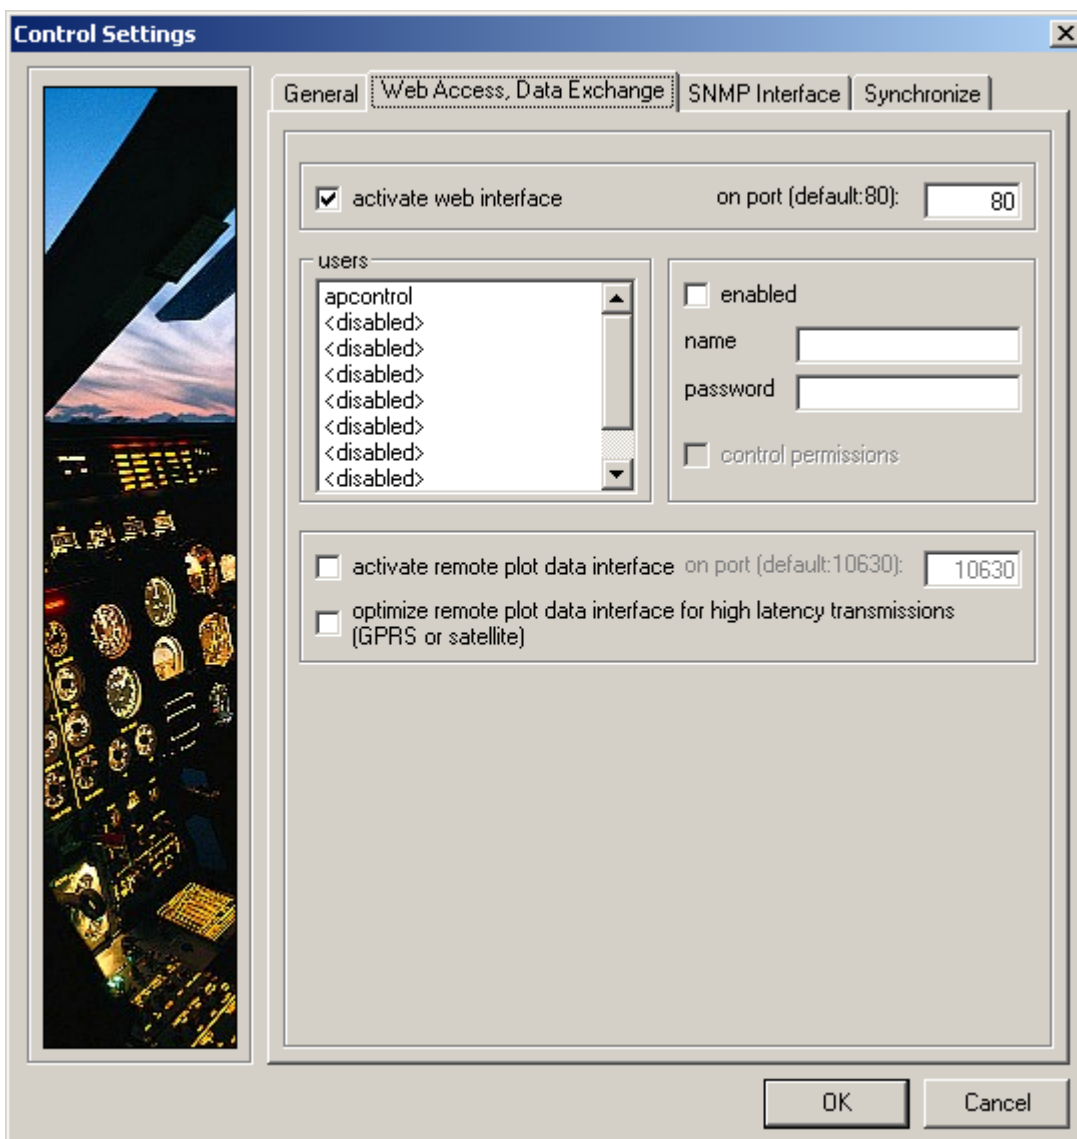 Control Settings
General
Web Access, Data Exchange
SNMP Interface
Synchronize
activate web interface
on port (default:80):
80
users
apcontrol
<disabled>
<disabled>
<disabled>
<disabled>
<disabled>
<disabled>
<disabled>
enabled
name
password
control permissions
activate remote plot data interface
on port (default:10630):
10630
optimize remote plot data interface for high latency transmissions
(GPRS or satellite)
OK
Cancel